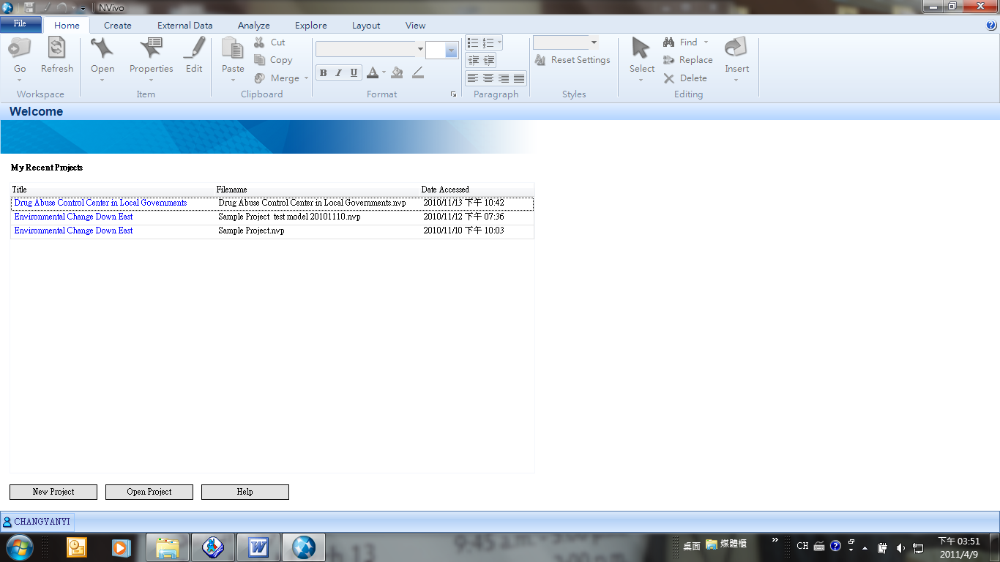 NVivo
File Home Create External Data Analyze Explore Layout View
Go Refresh Open Properties Edit Paste Cut Copy Merge B I U A Reset Settings Select Find Replace Delete Insert
Workspace Item Clipboard Format Paragraph Styles Editing
Welcome
My Recent Projects
Title Filename Date Accessed
Drug Abuse Control Center in Local Governments Drug Abuse Control Center in Local Governments.nvp 2010/11/13 下午 10:42
Environmental Change Down East Sample Project test model 20101110.nvp 2010/11/12 下午 07:36
Environmental Change Down East Sample Project.nvp 2010/11/10 下午 10:03
New Project Open Project Help
CHANGYANYI
桌面 媒體櫃 » CH 下午 03:51
2011/4/9